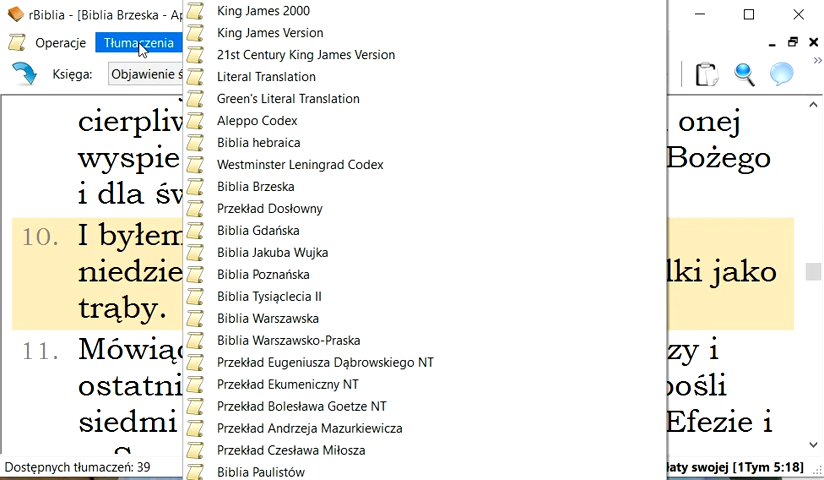 rBiblia - [Biblia Brzeska - Ap
Operacje Tłumaczenia
Księga: Objawienie ś
King James 2000
King James Version
21st Century King James Version
Literal Translation
Green's Literal Translation
Aleppo Codex
Biblia hebraica
Westminster Leningrad Codex
Biblia Brzeska
Przekład Dosłowny
Biblia Gdańska
Biblia Jakuba Wujka
Biblia Poznańska
Biblia Tysiąclecia II
Biblia Warszawska
Biblia Warszawsko-Praska
Przekład Eugeniusza Dąbrowskiego NT
Przekład Ekumeniczny NT
Przekład Bolesława Goetze NT
Przekład Andrzeja Mazurkiewicza
Przekład Czesława Miłosza
Biblia Paulistów
cierpliw onej
wyspie Bożego
i dla św
10. I byłem
niedzie lki jako
trąby.
11. Mówiąc zy i
ostatni pośli
siedmi Efezie i
Dostępnych tłumaczeń: 39 łaty swojej [1Tym 5:18]